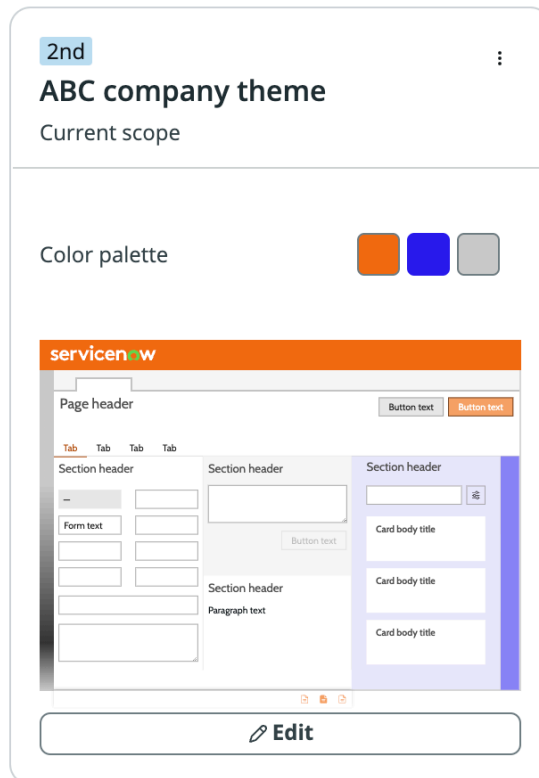 2nd
ABC company theme
Current scope
Color palette
servicenow
Page header
Button text
Button text
Tab Tab Tab Tab
Section header
Form text
Section header
Button text
Section header
Paragraph text
Section header
Card body title
Card body title
Card body title
Edit